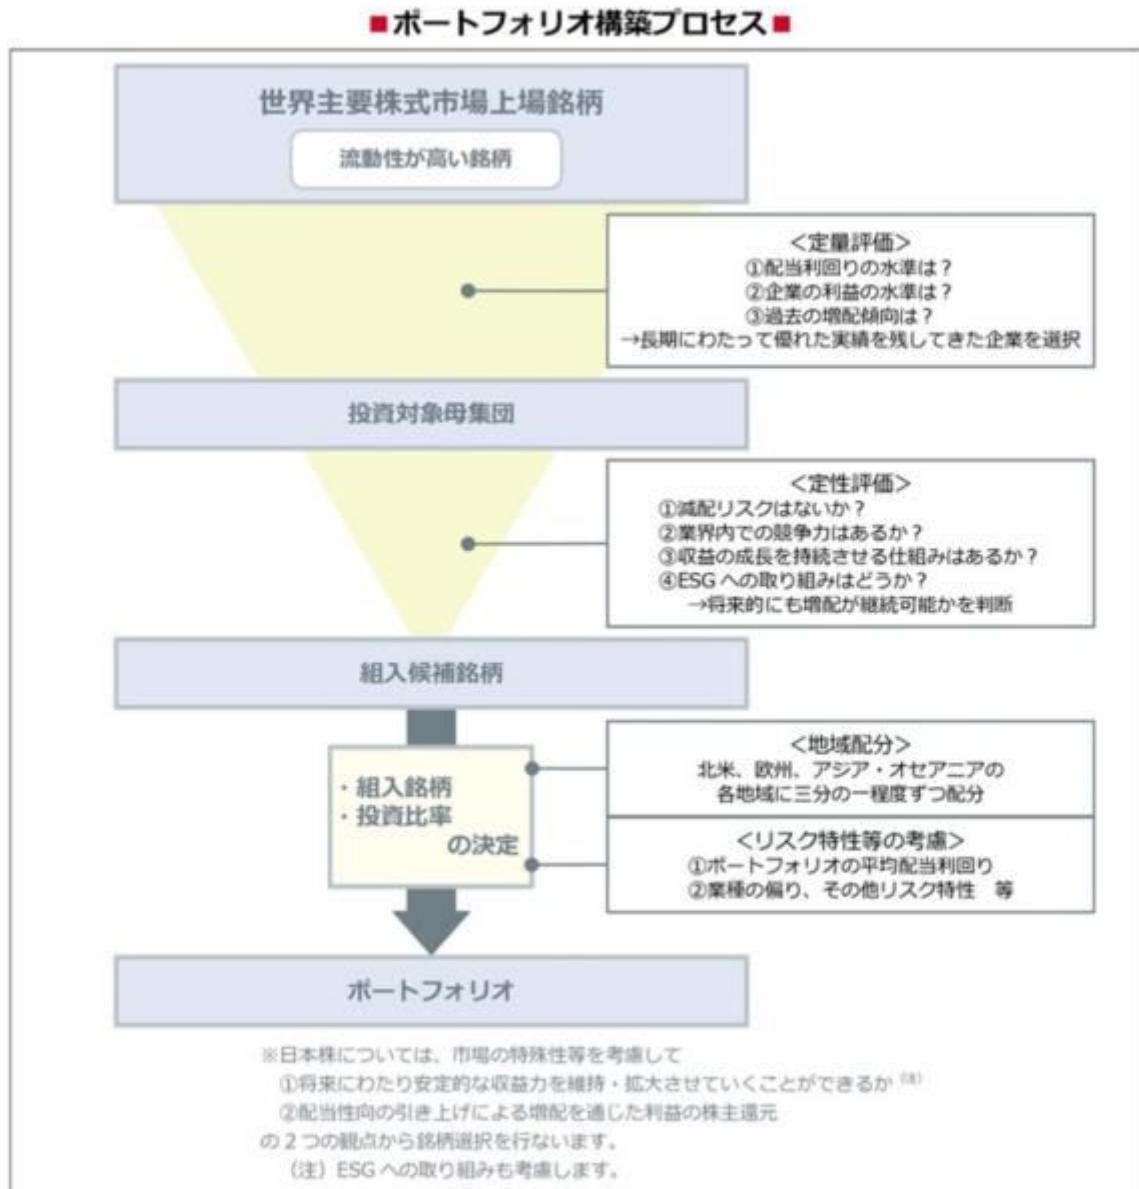 ■ポートフォリオ構築プロセス■
世界主要株式市場上場銘柄
流動性が高い銘柄
＜定量評価＞
①配当利回りの水準は？
②企業の利益の水準は？
③過去の増配傾向は？
→長期にわたって優れた実績を残してきた企業を選択
投資対象母集団
＜定性評価＞
①減配リスクはないか？
②業界内での競争力はあるか？
③収益の成長を持続させる仕組みはあるか？
④ESG への取り組みはどうか？
→将来的にも増配が継続可能かを判断
組入候補銘柄
・組入銘柄
・投資比率
の決定
＜地域配分＞
北米、欧州、アジア・オセアニアの
各地域に三分の一程度ずつ配分
＜リスク特性等の考慮＞
①ポートフォリオの平均配当利回り
②業種の偏り、その他リスク特性　等
ポートフォリオ
※日本株については、市場の特殊性等を考慮して
①将来にわたり安定的な収益力を維持・拡大させていくことができるか（注）
②配当性向の引き上げによる増配を通じた利益の株主還元
の２つの観点から銘柄選択を行ないます。
（注）ESG への取り組みも考慮します。